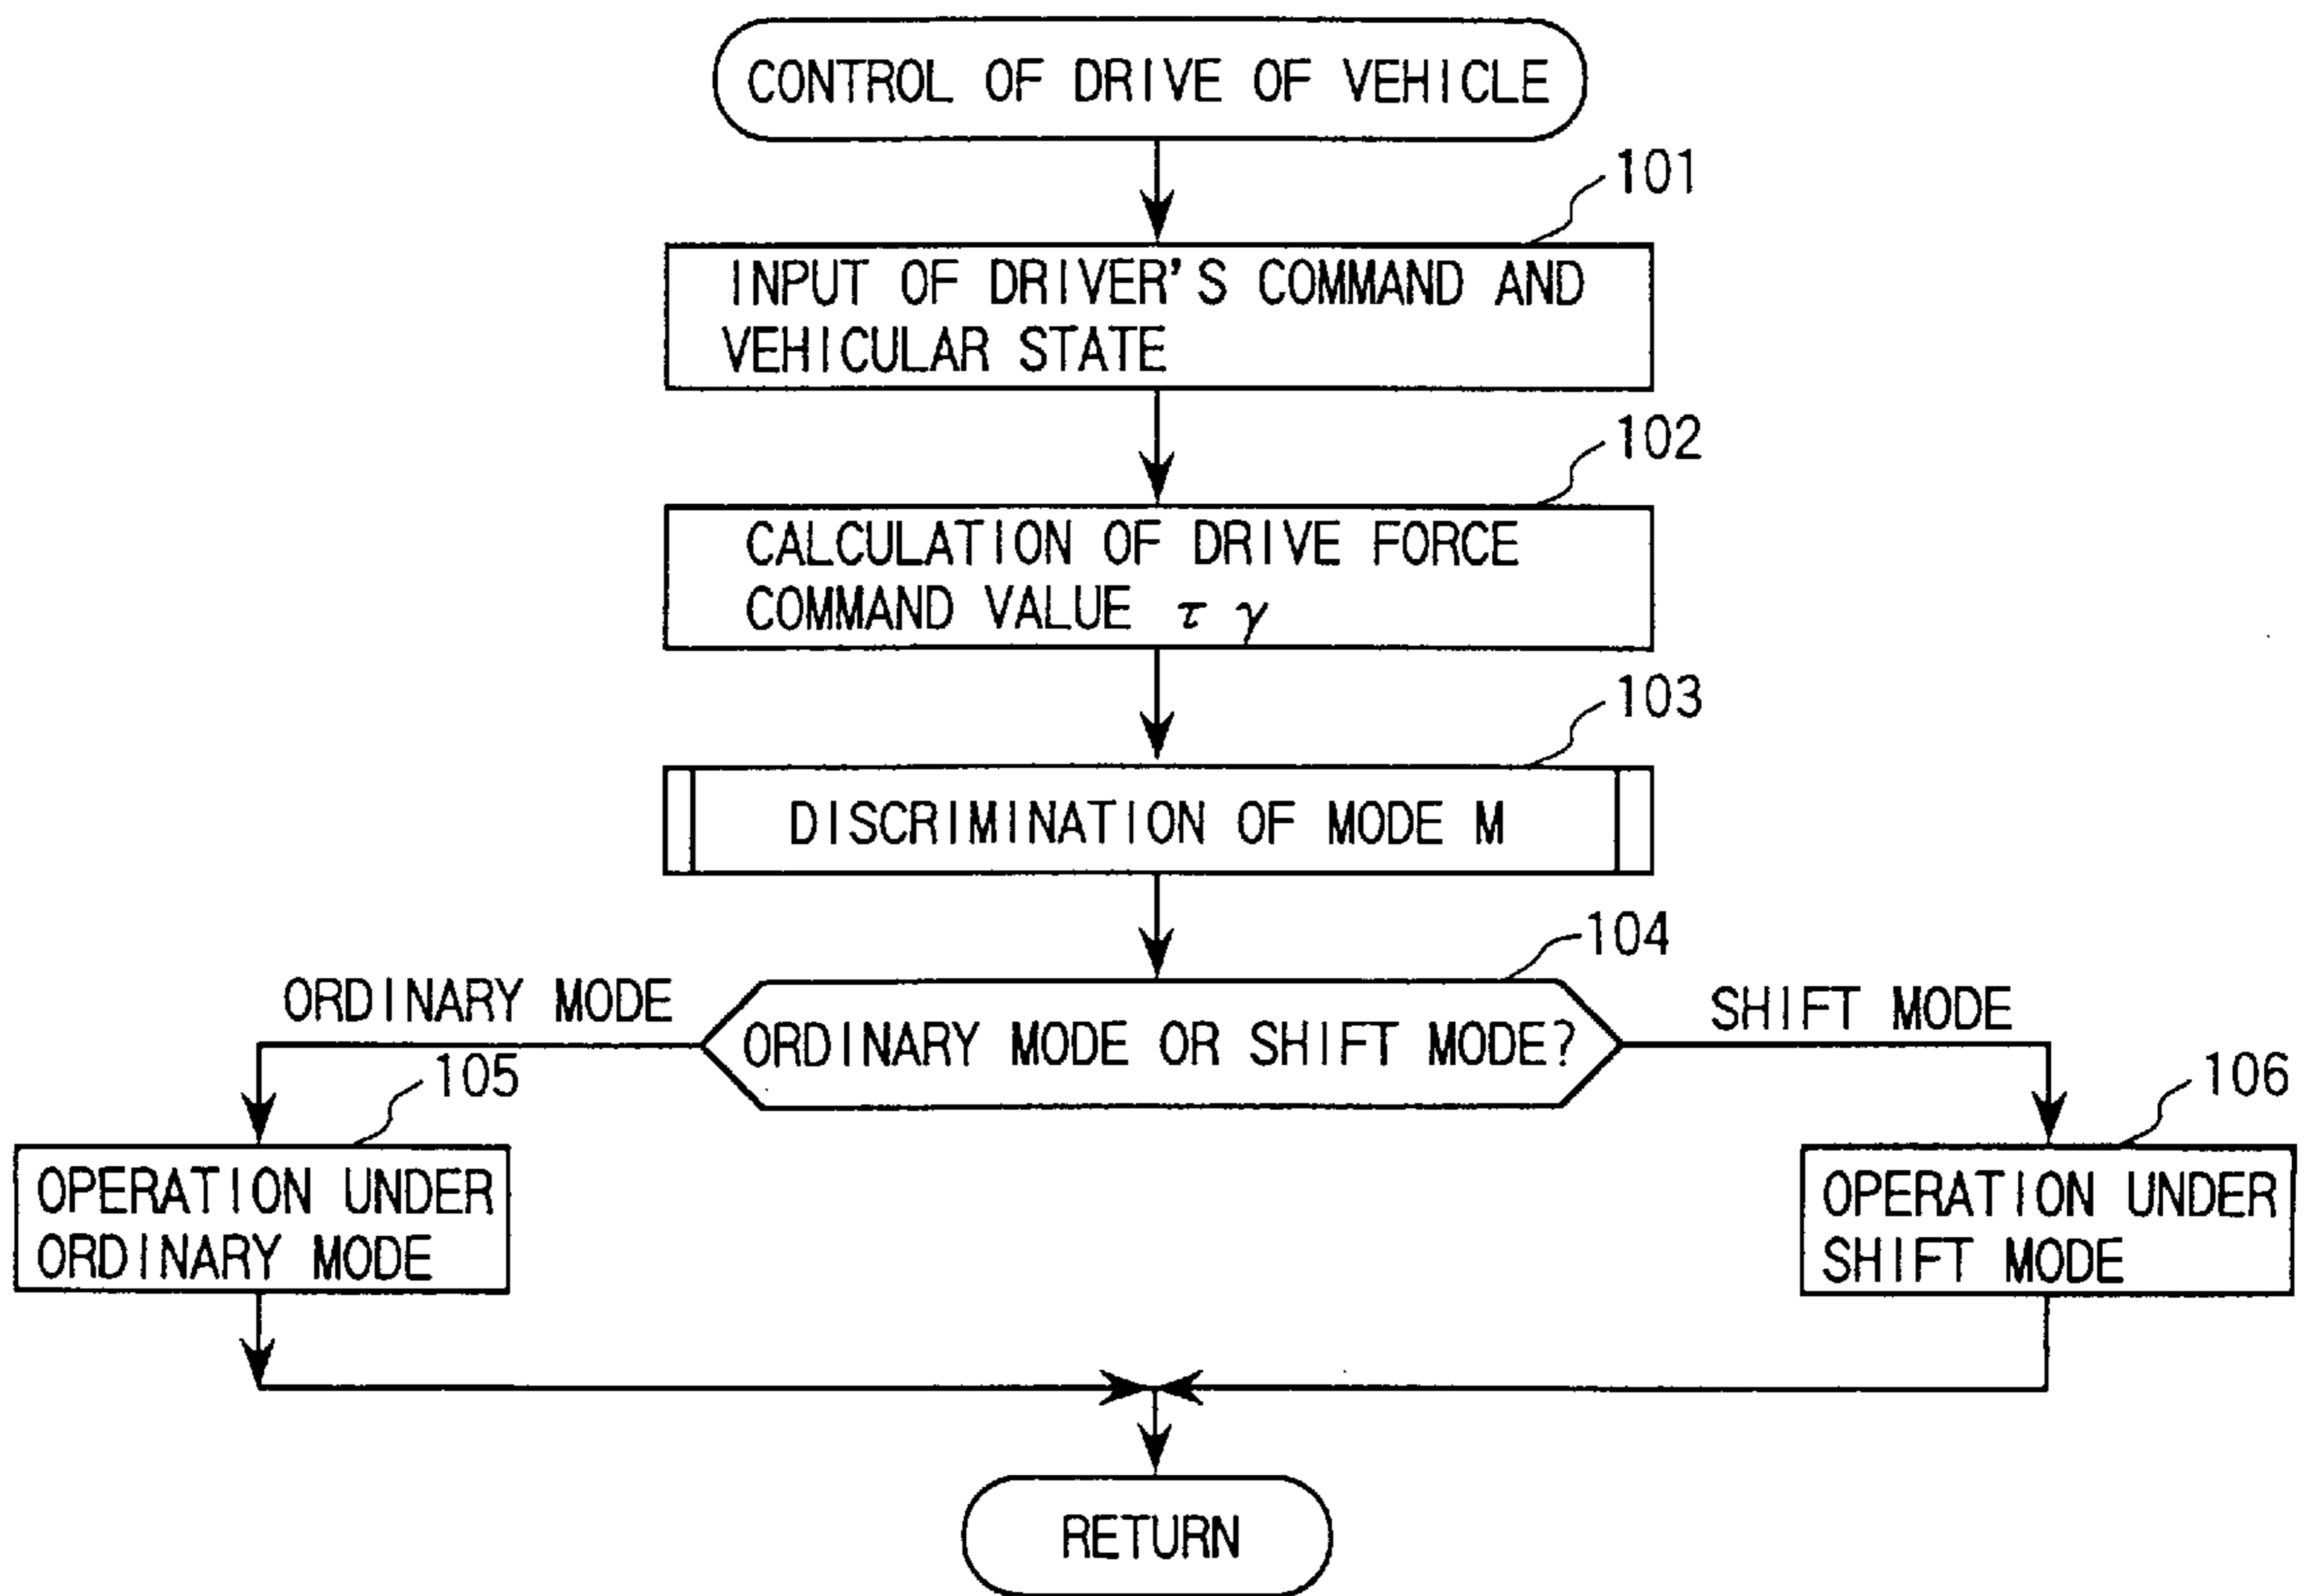 CONTROL OF DRIVE OF VEHICLE
101
INPUT OF DRIVER'S COMMAND AND
VEHICULAR STATE
102
CALCULATION OF DRIVE FORCE
COMMAND VALUE τ γ
103
DISCRIMINATION OF MODE M
104
ORDINARY MODE
ORDINARY MODE OR SHIFT MODE?
SHIFT MODE
105
OPERATION UNDER
ORDINARY MODE
106
OPERATION UNDER
SHIFT MODE
RETURN